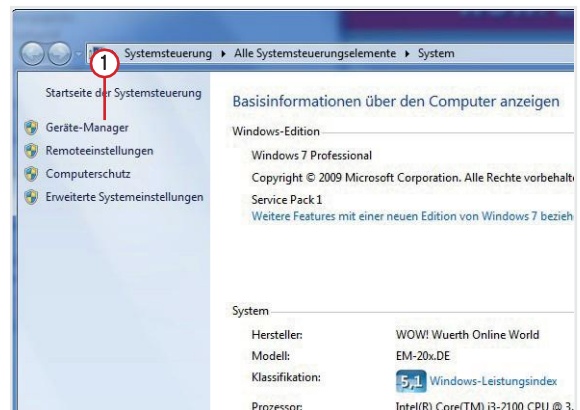 1
Systemsteuerung ▸ Alle Systemsteuerungselemente ▸ System
Startseite der Systemsteuerung
Geräte-Manager
Remoteeinstellungen
Computerschutz
Erweiterte Systemeinstellungen
Basisinformationen über den Computer anzeigen
Windows-Edition
Windows 7 Professional
Copyright © 2009 Microsoft Corporation. Alle Rechte vorbehalt
Service Pack 1
Weitere Features mit einer neuen Edition von Windows 7 bezieh
System
Hersteller: WOW! Wuerth Online World
Modell: EM-20x.DE
Klassifikation: 5,1 Windows-Leistungsindex
Prozessor: Intel(R) Core(TM) i3-2100 CPU @ 3.